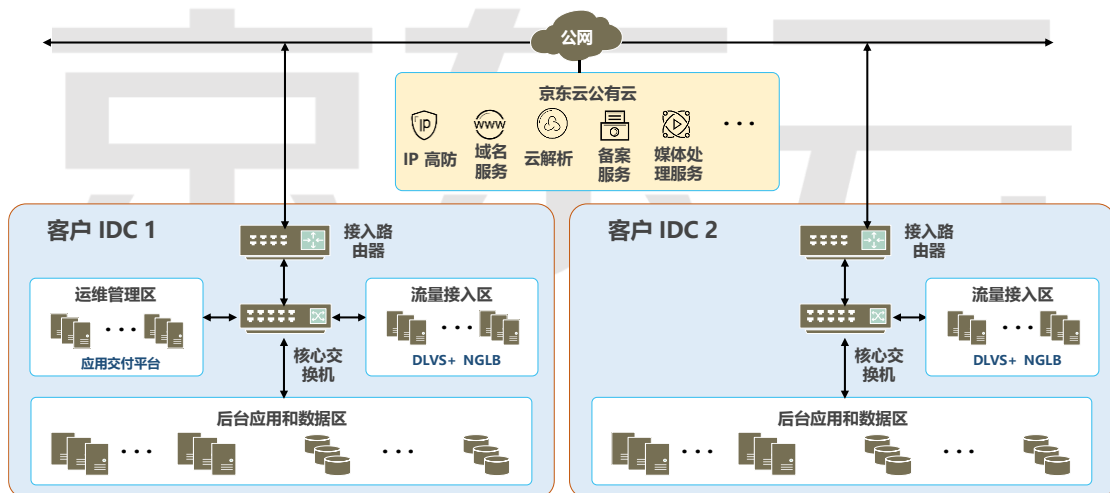 公网
京东云公有云
IP
WWW
IP 高防
域名
服务
云解析
备案
服务
媒体处
理服务
···
客户 IDC 1
接入路
由器
运维管理区
···
应用交付平台
流量接入区
···
DLVS+ NGLB
核心交
换机
后台应用和数据区
···
···
客户 IDC 2
接入路
由器
流量接入区
···
DLVS+ NGLB
核心交
换机
后台应用和数据区
···
···
京东云